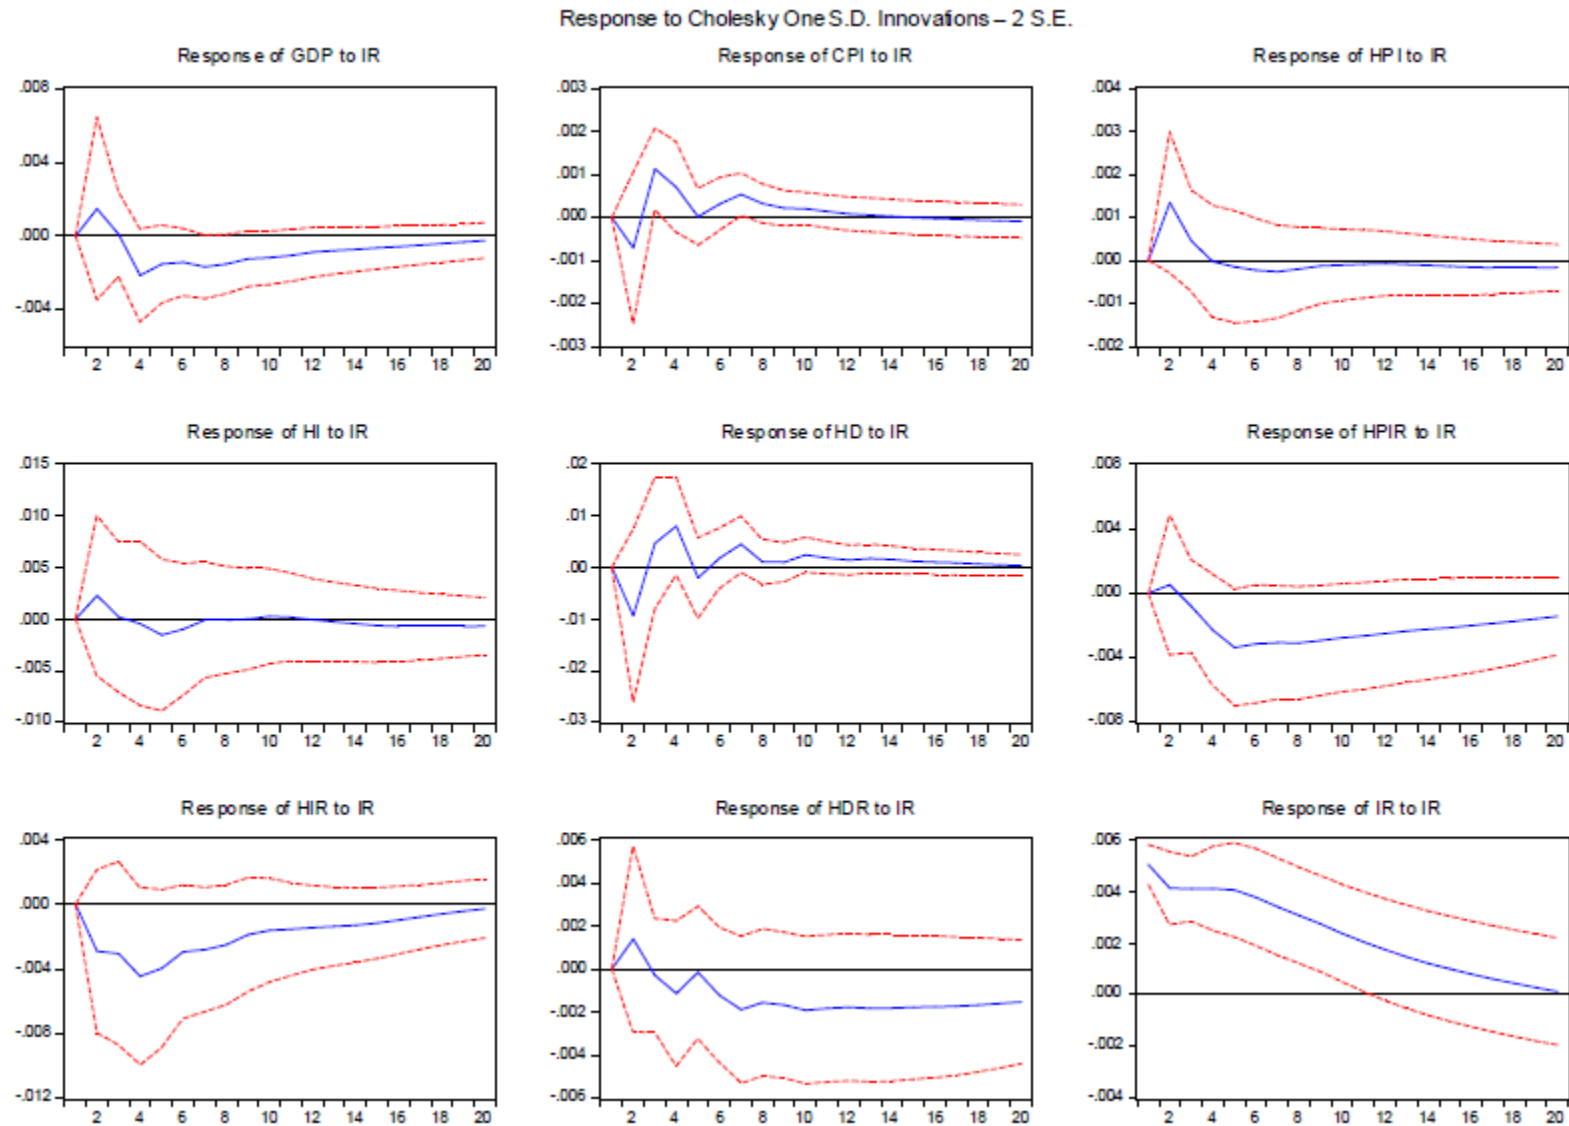 Response to Cholesky One S.D. Innovations – 2 S.E.
Response of GDP to IR
.008
.004
.000
-.004
2 4 6 8 10 12 14 16 18 20
Response of CPI to IR
.003
.002
.001
.000
-.001
-.002
-.003
2 4 6 8 10 12 14 16 18 20
Response of HPI to IR
.004
.003
.002
.001
.000
-.001
-.002
2 4 6 8 10 12 14 16 18 20
Response of HI to IR
.015
.010
.005
.000
-.005
-.010
2 4 6 8 10 12 14 16 18 20
Response of HD to IR
.02
.01
.00
-.01
-.02
-.03
2 4 6 8 10 12 14 16 18 20
Response of HPIR to IR
.008
.004
.000
-.004
-.008
2 4 6 8 10 12 14 16 18 20
Response of HIR to IR
.004
.000
-.004
-.008
-.012
2 4 6 8 10 12 14 16 18 20
Response of HDR to IR
.006
.004
.002
.000
-.002
-.004
-.006
2 4 6 8 10 12 14 16 18 20
Response of IR to IR
.006
.004
.002
.000
-.002
-.004
2 4 6 8 10 12 14 16 18 20